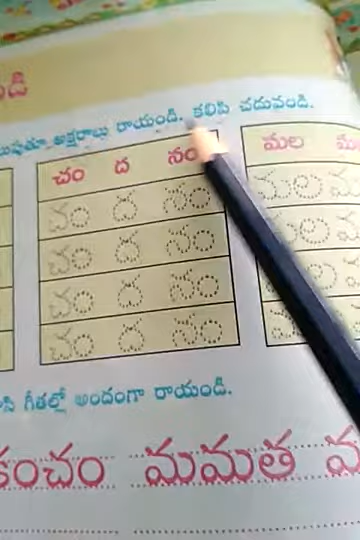 అక్షరాలు రాయండి. కలిపి చదువండి.
చం ద నం
మల
చం ద నం
చం ద నం
చం ద నం
చం ద నం
గీతల్లో అందంగా రాయండి.
మమత